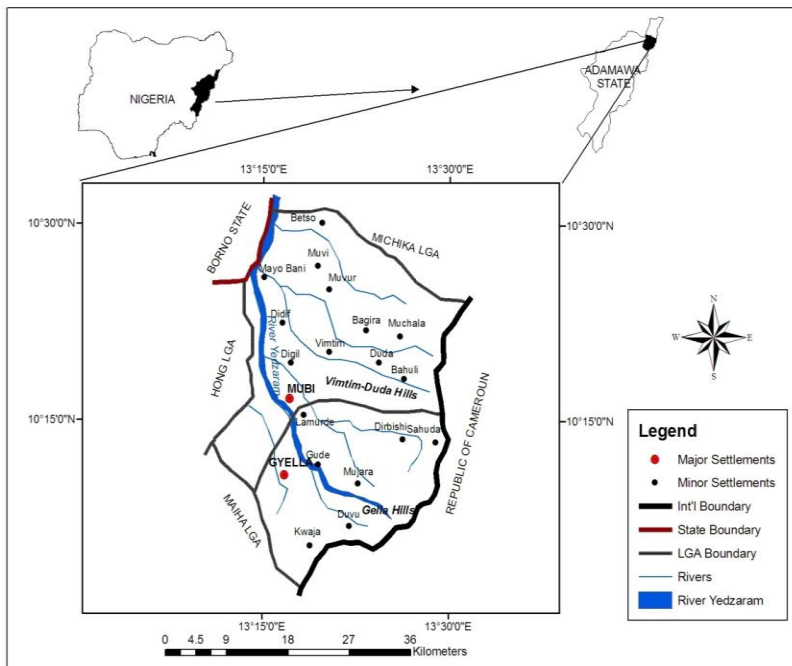 NIGERIA
ADAMAWA
STATE
13°15'0"E
13°30'0"E
10°30'0"N
10°30'0"N
BORNO STATE
Betso
MICHIKA LGA
Mayo Bani
Muvi
Muvur
Didif
River Yedzaram
Bagira
Muchala
HONG LGA
Vimtim
Digil
Duda
Bahuli
MUBI
Vimtim-Duda Hills
N
W
E
S
10°15'0"N
10°15'0"N
Lamurde
Dirbishi
Sahuda
REPUBLIC OF CAMEROUN
Gude
GYELLA
Mujara
Gella Hills
MAIHA LGA
Duvu
Kwaja
13°15'0"E
13°30'0"E
0 4.5 9 18 27 36
Kilometers
Legend
Major Settlements
Minor Settlements
Int'l Boundary
State Boundary
LGA Boundary
Rivers
River Yedzaram